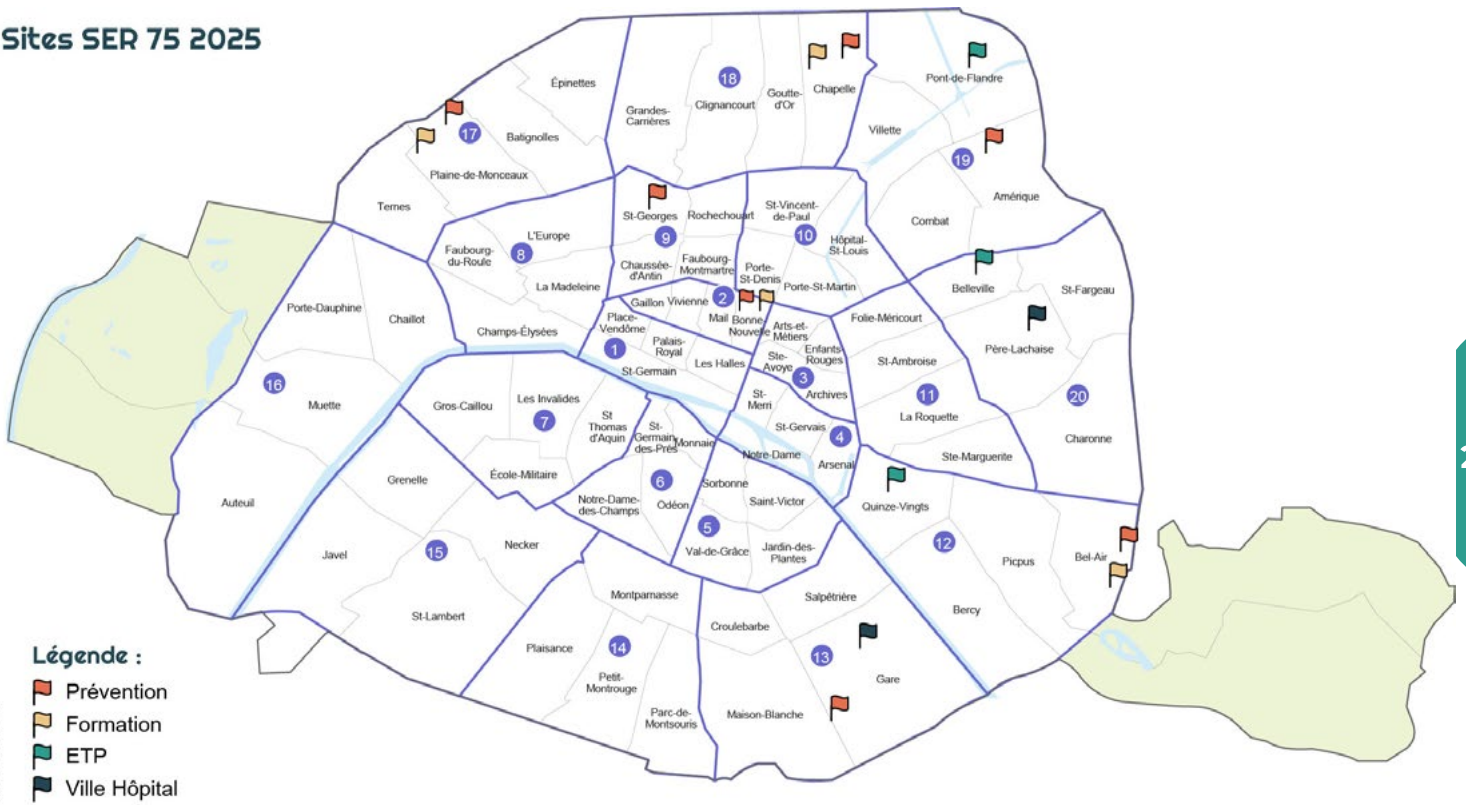 Sites SER 75 2025
Épinettes
18
Clignancourt
Grandes-
Carrières
Goutte-
d'Or
Chapelle
Pont-de-Flandre
Villette
17
Batignolles
Plaine-de-Monceaux
Ternes
19
Amérique
Combat
St-Georges
Rochechouart
9
Chaussée-
d'Antin
Faubourg-
Montmartre
St-Vincent-
de-Paul
10
Hôpital-
St-Louis
Porte-
St-Denis
Porte-St-Martin
L'Europe
8
Faubourg-
du-Roule
La Madeleine
Champs-Élysées
Porte-Dauphine
Chaillot
16
Muette
Auteuil
Gaillon
Vivienne
2
Mail
Bonne-
Nouvelle
Place-
Vendôme
1
Palais-
Royal
Les Halles
St-Germain
Arts-et-
Métiers
Enfants-
Rouges
Ste-
Avoye
3
Archives
St-
Merri
St-Gervais
4
Notre-Dame
Arsenal
Belleville
St-Fargeau
Père-Lachaise
20
Charonne
Folie-Méricourt
St-Ambroise
11
La Roquette
Ste-Marguerite
Gros-Caillou
Les Invalides
7
St
Thomas
d'Aquin
École-Militaire
St-
Germain-
des-Prés
Monnaie
6
Odéon
Notre-Dame-
des-Champs
Sorbonne
Saint-Victor
5
Val-de-Grâce
Jardin-des-
Plantes
Quinze-Vingts
12
Picpus
Bel-Air
Bercy
Grenelle
Javel
15
Necker
St-Lambert
Montparnasse
Plaisance
14
Petit-
Montrouge
Parc-de-
Montsouris
Salpêtrière
Croulebarbe
13
Gare
Maison-Blanche
Légende :
Prévention
Formation
ETP
Ville Hôpital